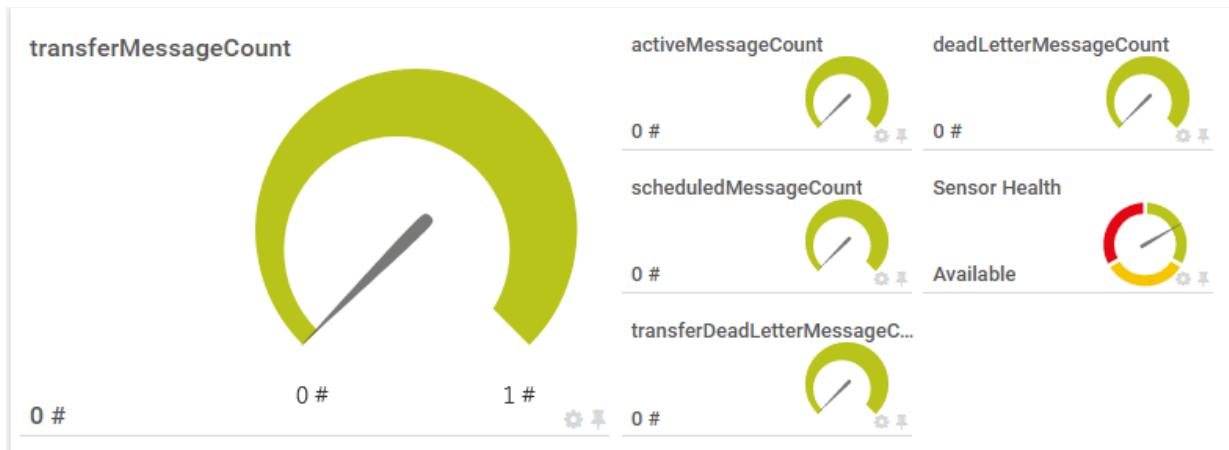 transferMessageCount
0 #
1 #
0 #
activeMessageCount
0 #
deadLetterMessageCount
0 #
scheduledMessageCount
0 #
Sensor Health
Available
transferDeadLetterMessageC...
0 #